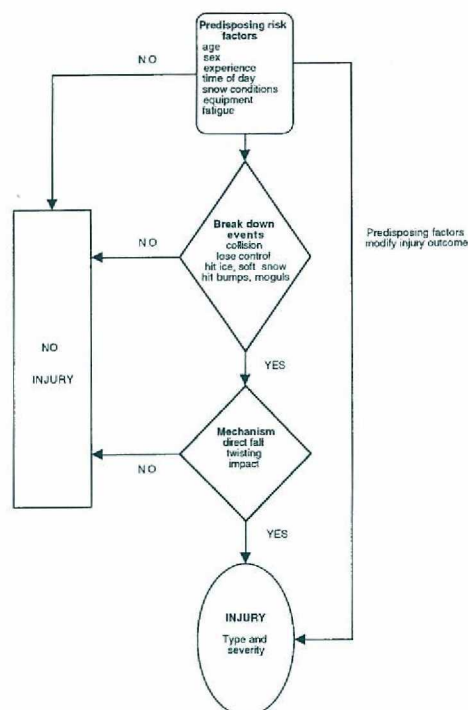 Predisposing risk
factors
age
sex
experience
time of day
snow conditions
equipment
fatigue
NO
Predisposing factors
modify injury outcome
Break down
events
collision
lose control
hit ice, soft snow
hit bumps, moguls
NO
NO
INJURY
YES
Mechanism
direct fall
twisting
impact
NO
YES
INJURY
Type and
severity